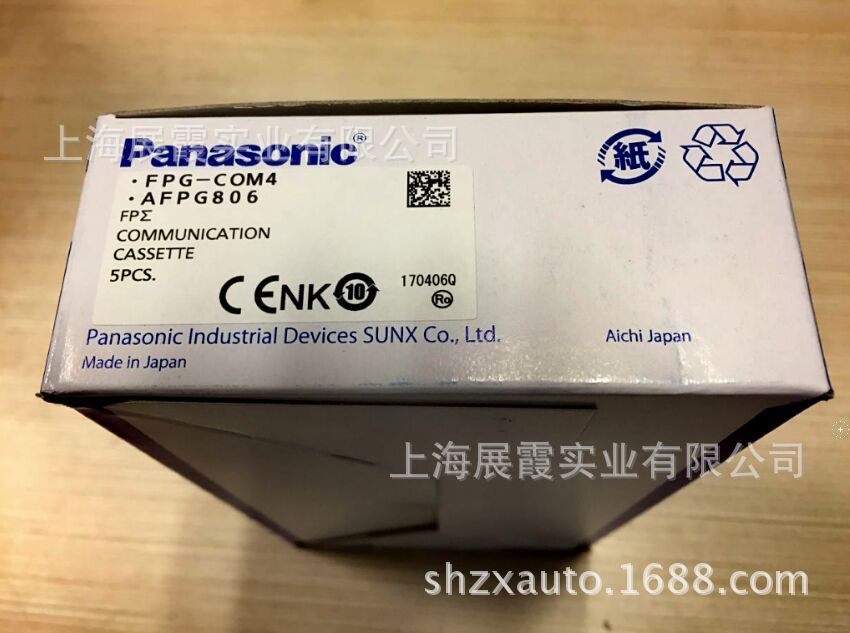 上海展霞实业有限公司
Panasonic®
·FPG-COM4
·AFPG806
FPΣ
COMMUNICATION
CASSETTE
5PCS.
CE NK 10
170406Q
Ro
紙
Panasonic Industrial Devices SUNX Co., Ltd.
Aichi Japan
Made in Japan
上海展霞实业有限公司
shzxauto.1688.com